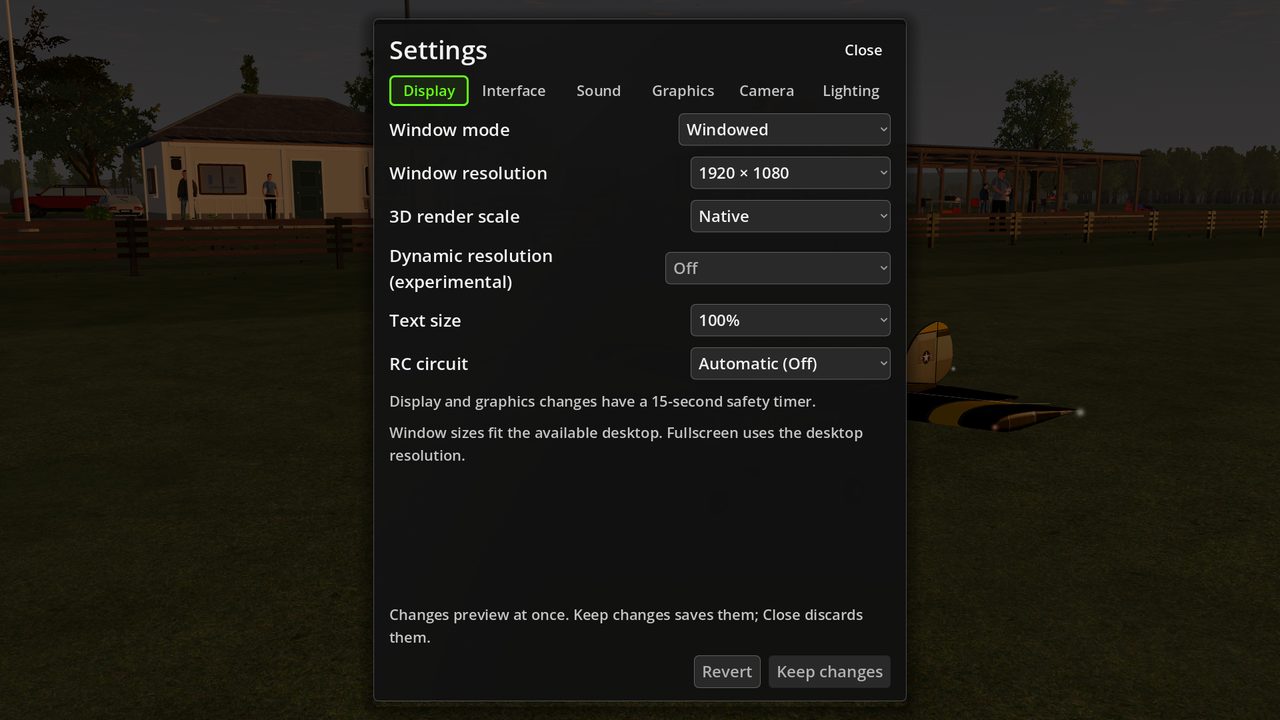 Settings
Close
Display
Interface
Sound
Graphics
Camera
Lighting
Window mode
Windowed
Window resolution
1920 × 1080
3D render scale
Native
Dynamic resolution
(experimental)
Off
Text size
100%
RC circuit
Automatic (Off)
Display and graphics changes have a 15-second safety timer.
Window sizes fit the available desktop. Fullscreen uses the desktop
resolution.
Changes preview at once. Keep changes saves them; Close discards
them.
Revert
Keep changes